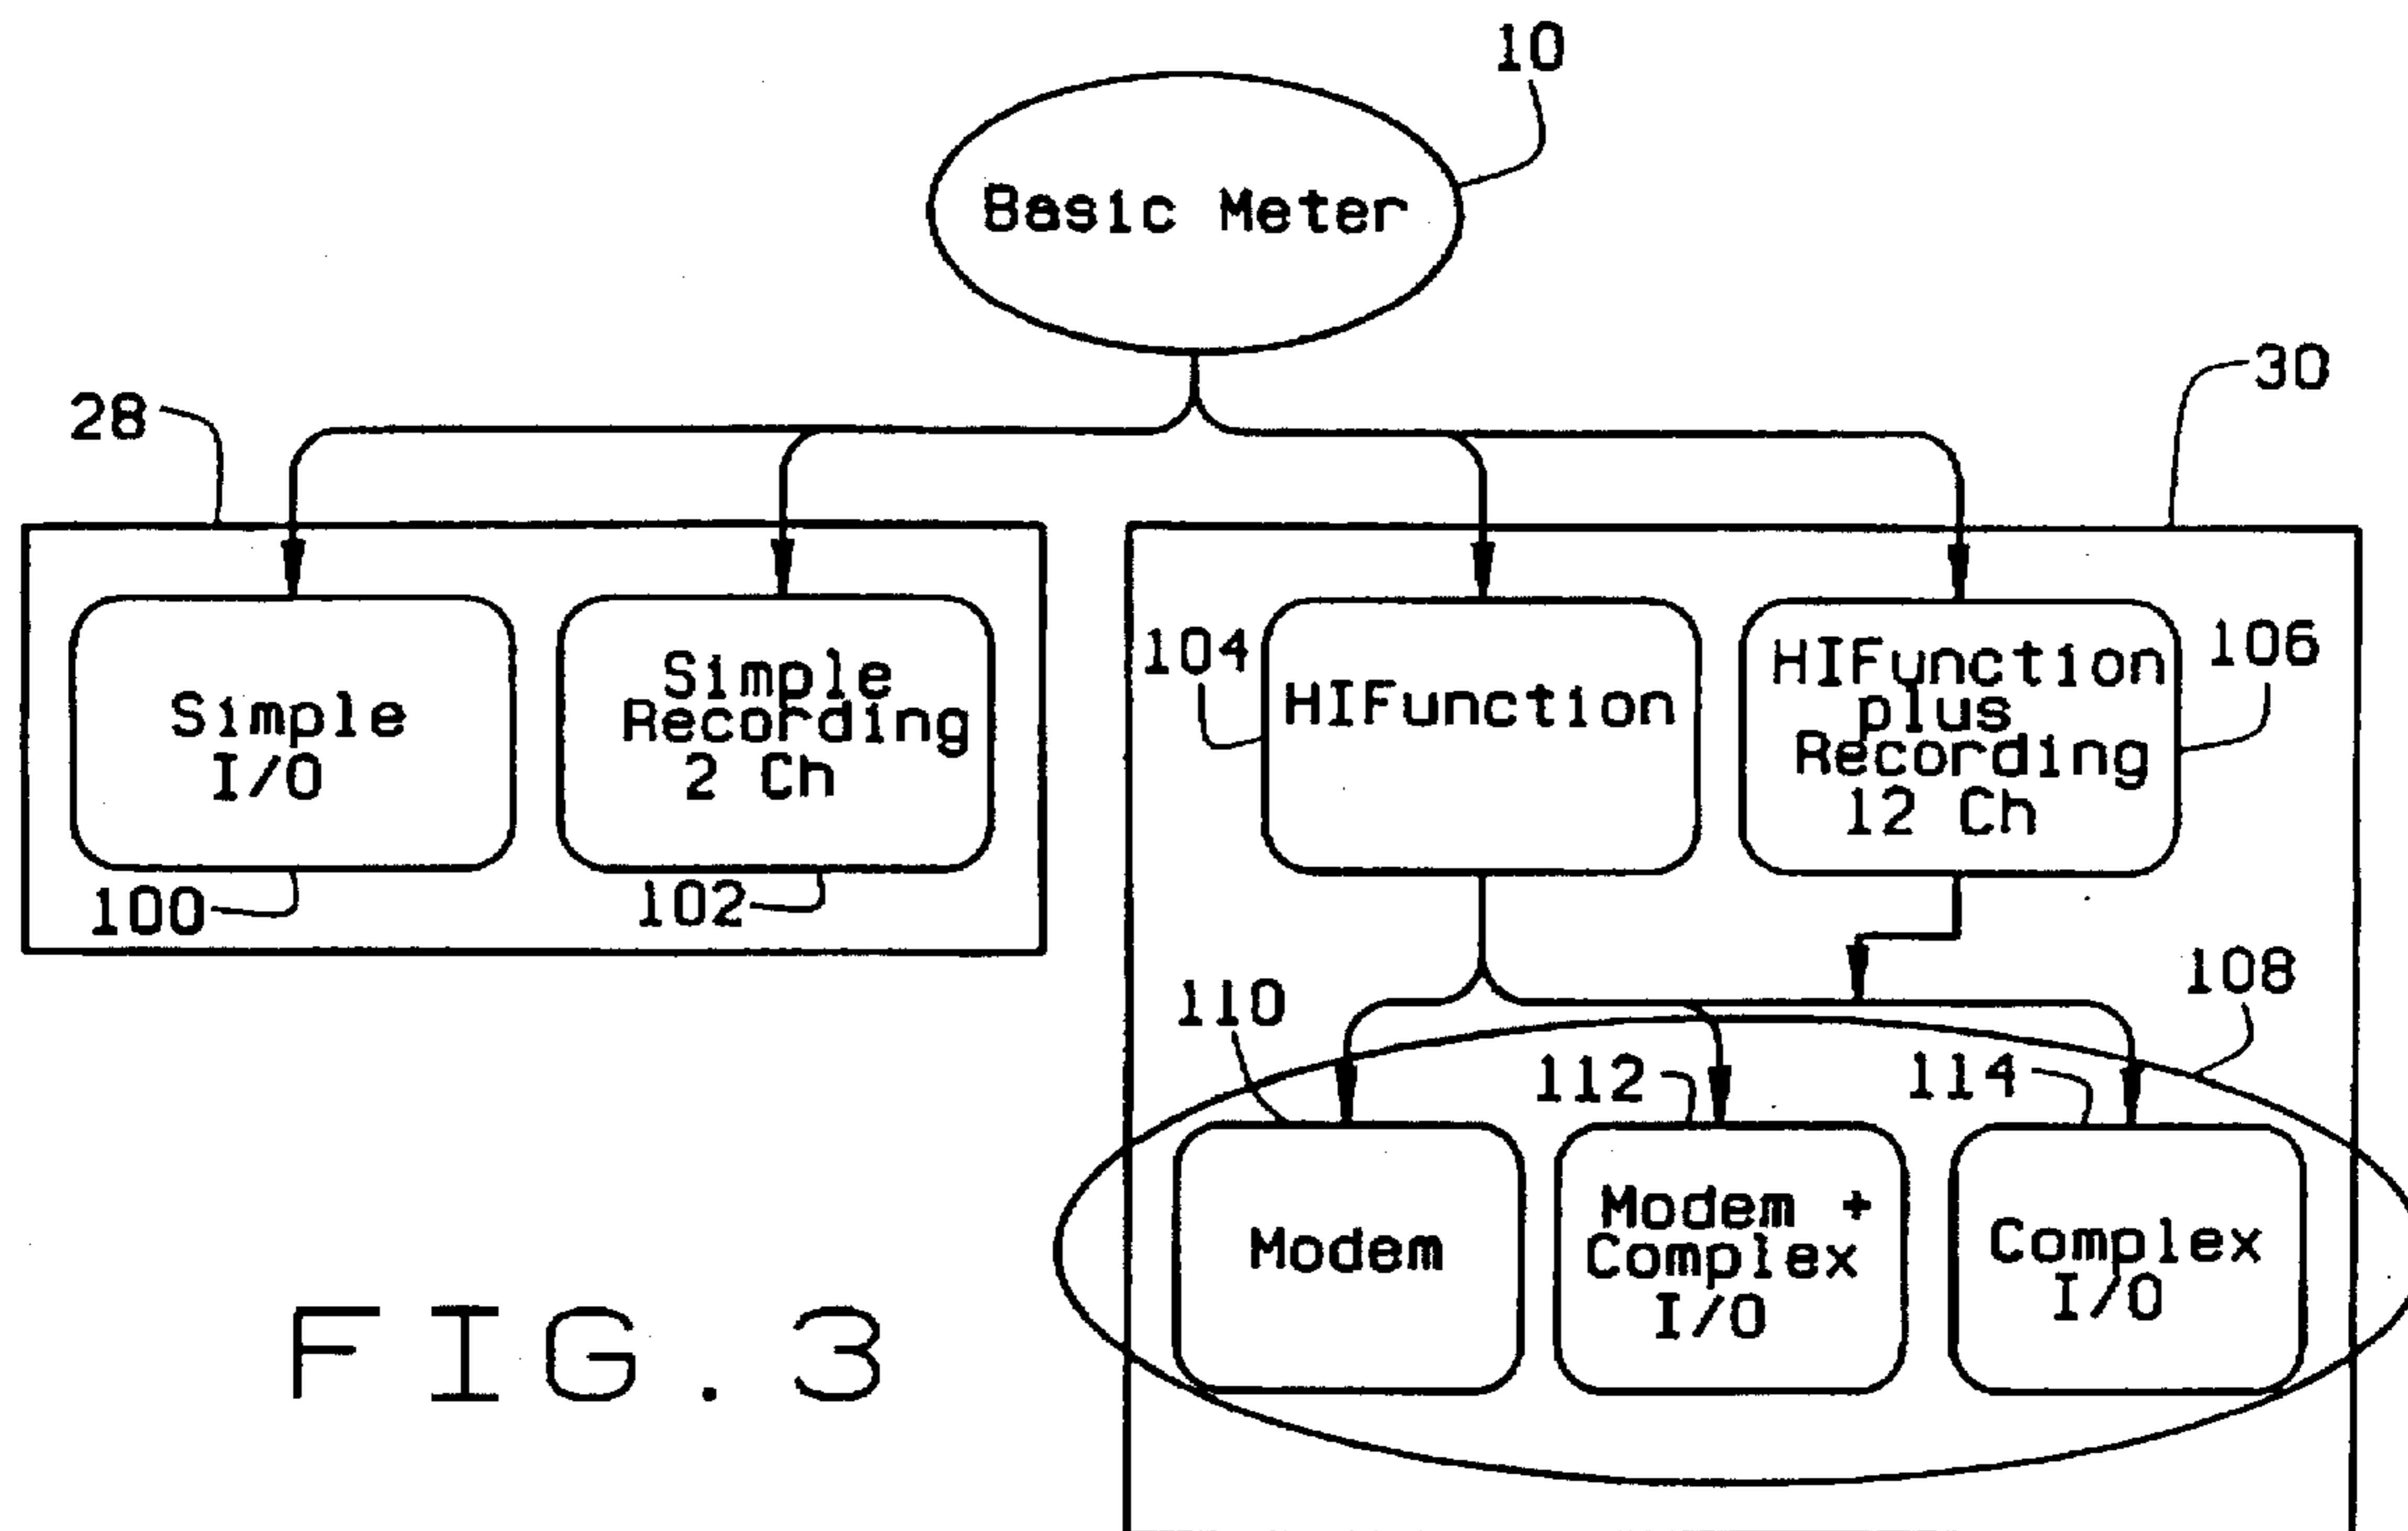 10
Basic Meter
28
30
Simple
I/O
100
Simple
Recording
2 Ch
102
104
HIFunction
HIFunction
plus
Recording
12 Ch
106
108
110
112
114
Modem
Modem +
Complex
I/O
Complex
I/O
FIG.3